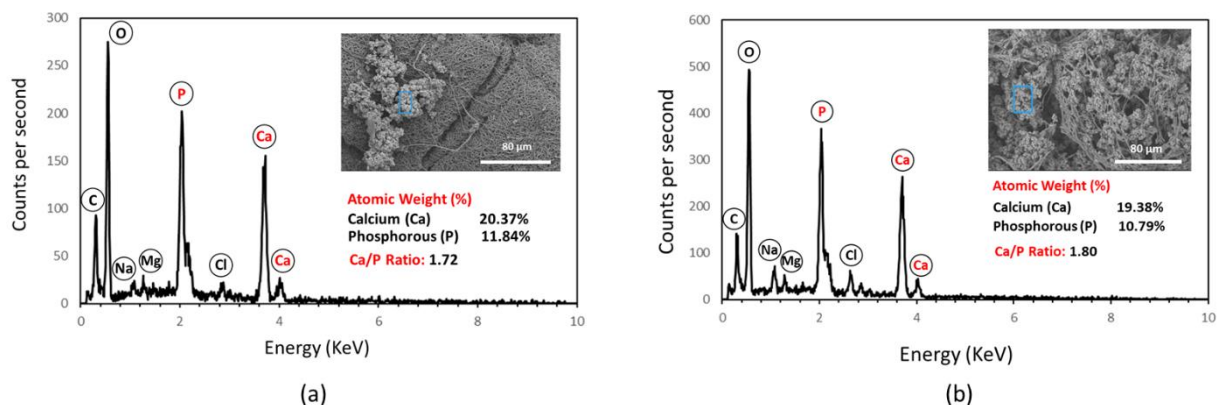 300
250
200
150
100
50
0
Counts per second
O
C
Na
Mg
P
Cl
Ca
Ca
80 µm
Atomic Weight (%)
Calcium (Ca) 20.37%
Phosphorous (P) 11.84%
Ca/P Ratio: 1.72
0 2 4 6 8 10
Energy (KeV)
(a)
600
500
400
300
200
100
0
Counts per second
O
C
Na
Mg
P
Cl
Ca
Ca
80 µm
Atomic Weight (%)
Calcium (Ca) 19.38%
Phosphorous (P) 10.79%
Ca/P Ratio: 1.80
0 2 4 6 8 10
Energy (KeV)
(b)